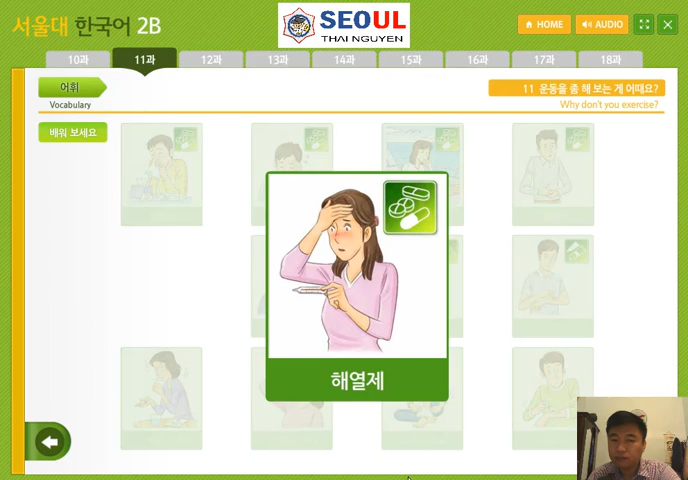 서울대 한국어 2B
SEOUL
THAI NGUYEN
HOME
AUDIO
10과
11과
12과
13과
14과
15과
16과
17과
18과
어휘
Vocabulary
11 운동을 좀 해 보는 게 어때요?
Why don't you exercise?
배워 보세요
해열제